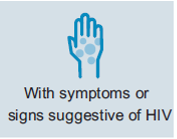 With symptoms or
signs suggestive of HIV